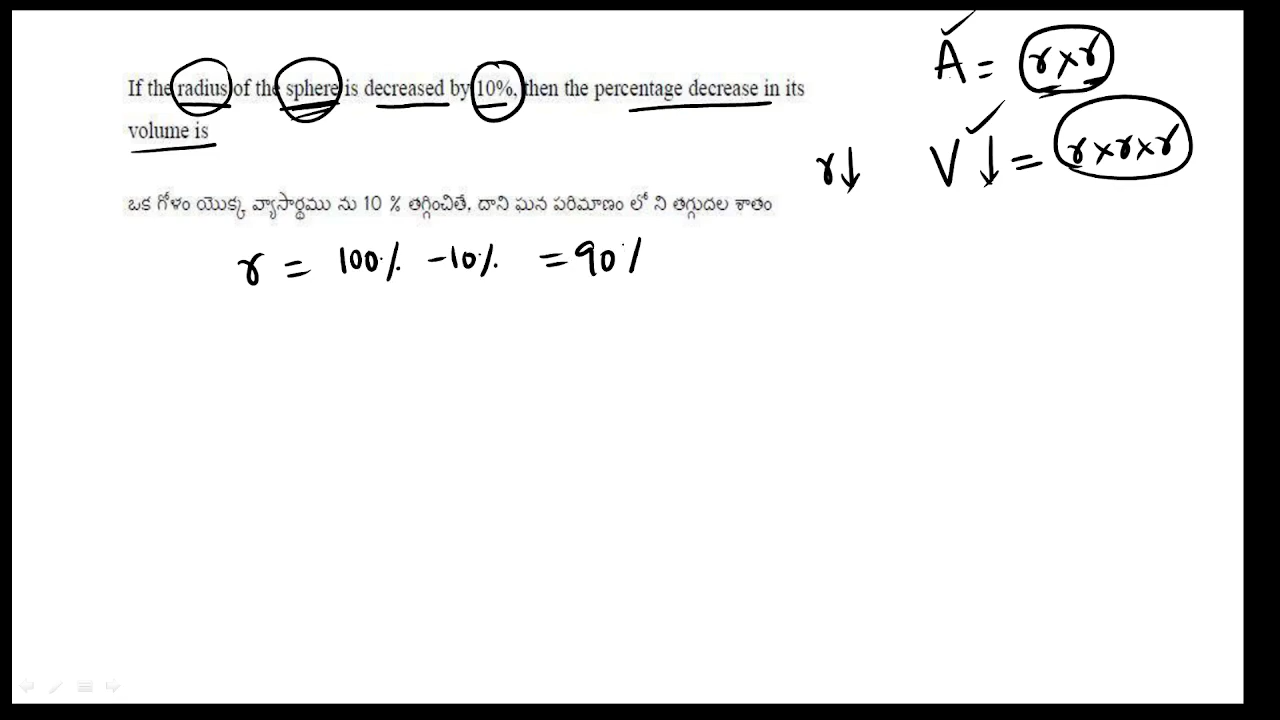 If the radius of the sphere is decreased by 10%, then the percentage decrease in its
volume is
ఒక గోళం యొక్క వ్యాసార్థము ను 10 % తగ్గించితే, దాని ఘన పరిమాణం లో ని తగ్గుదల శాతం
r = 100% -10% = 90%
A = r×r
r↓ V↓ = r×r×r